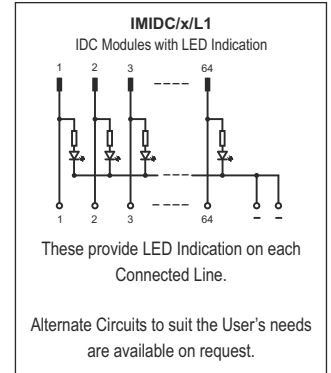 IMIDC/x/L1
IDC Modules with LED Indication
1 2 3 64
1 2 3 64 – –
These provide LED Indication on each
Connected Line.
Alternate Circuits to suit the User's needs
are available on request.